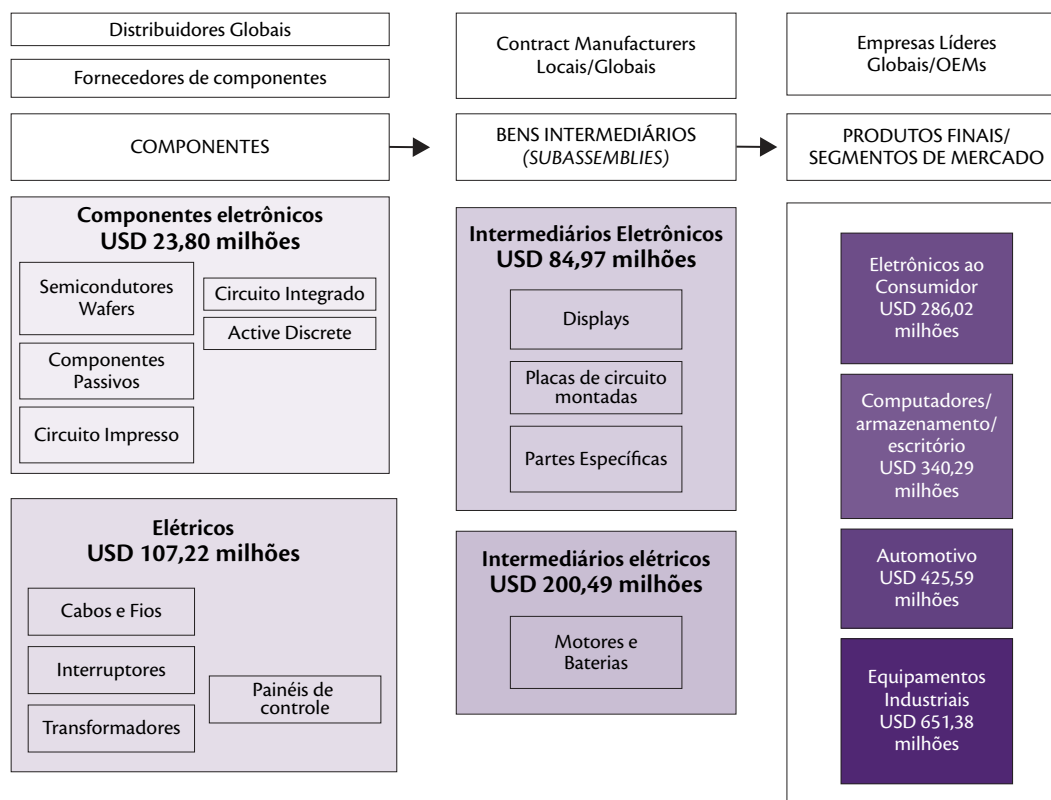 Distribuidores Globais
Fornecedores de componentes
COMPONENTES
Contract Manufacturers
Locais/Globais
BENS INTERMEDIÁRIOS
(SUBASSEMBLIES)
Empresas Líderes
Globais/OEMs
PRODUTOS FINAIS/
SEGMENTOS DE MERCADO
Componentes eletrônicos
USD 23,80 milhões
Semicondutores
Wafers
Circuito Integrado
Active Discrete
Componentes
Passivos
Circuito Impresso
Elétricos
USD 107,22 milhões
Cabos e Fios
Interruptores
Transformadores
Painéis de
controle
Intermediários Eletrônicos
USD 84,97 milhões
Displays
Placas de circuito
montadas
Partes Específicas
Intermediários elétricos
USD 200,49 milhões
Motores e
Baterias
Eletrônicos ao
Consumidor
USD 286,02
milhões
Computadores/
armazenamento/
escritório
USD 340,29
milhões
Automotivo
USD 425,59
milhões
Equipamentos
Industriais
USD 651,38
milhões